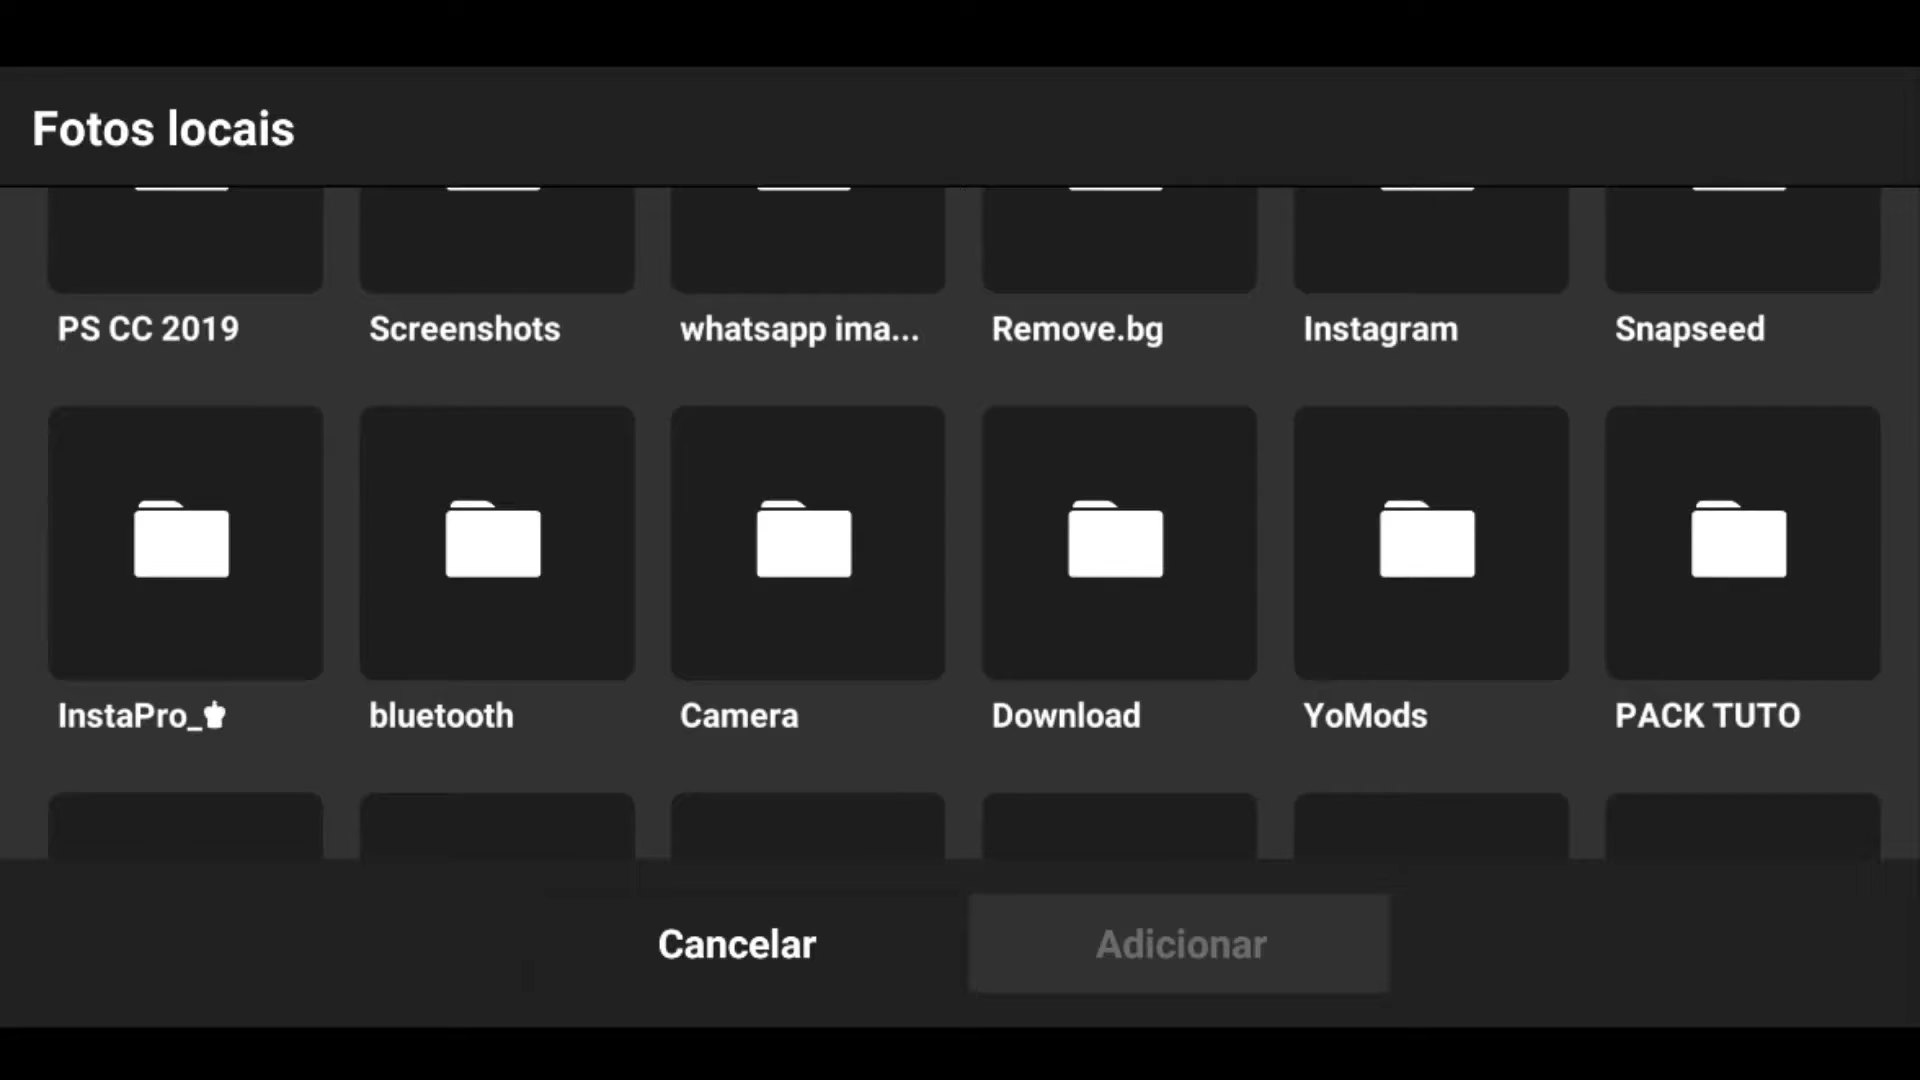 Fotos locais
PS CC 2019
Screenshots
whatsapp ima...
Remove.bg
Instagram
Snapseed
InstaPro_
bluetooth
Camera
Download
YoMods
PACK TUTO
Cancelar
Adicionar